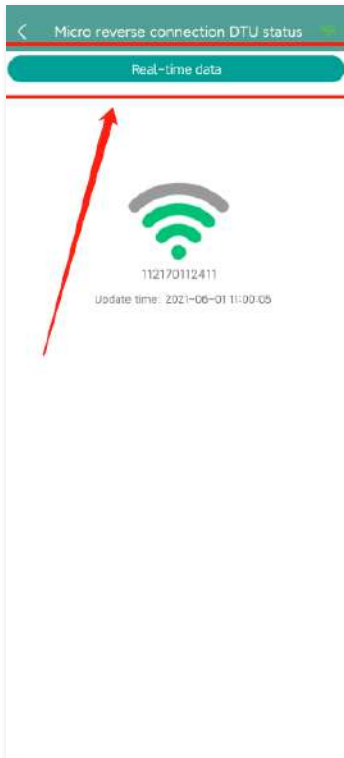 Micro reverse connection DTU status
Real-time data
112170112411
Update time: 2021-06-01 11:00:05